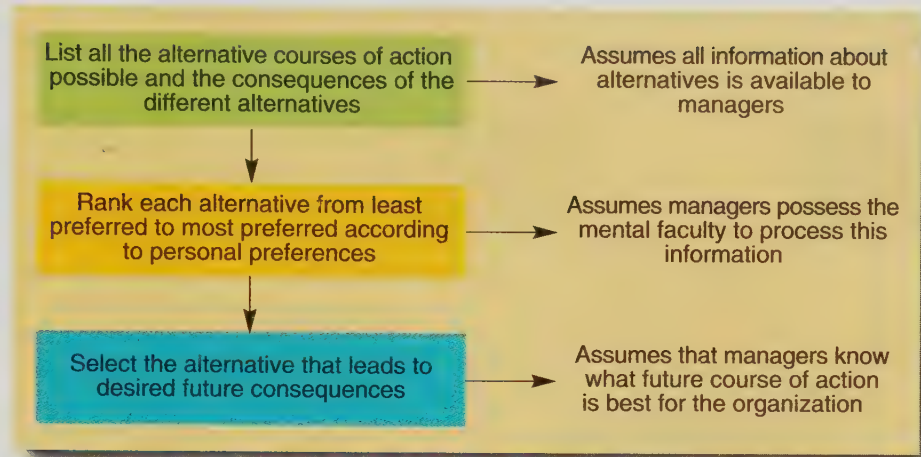 List all the alternative courses of action
possible and the consequences of the
different alternatives
Assumes all information about
alternatives is available to
managers
Rank each alternative from least
preferred to most preferred according
to personal preferences
Assumes managers possess the
mental faculty to process this
information
Select the alternative that leads to
desired future consequences
Assumes that managers know
what future course of action
is best for the organization